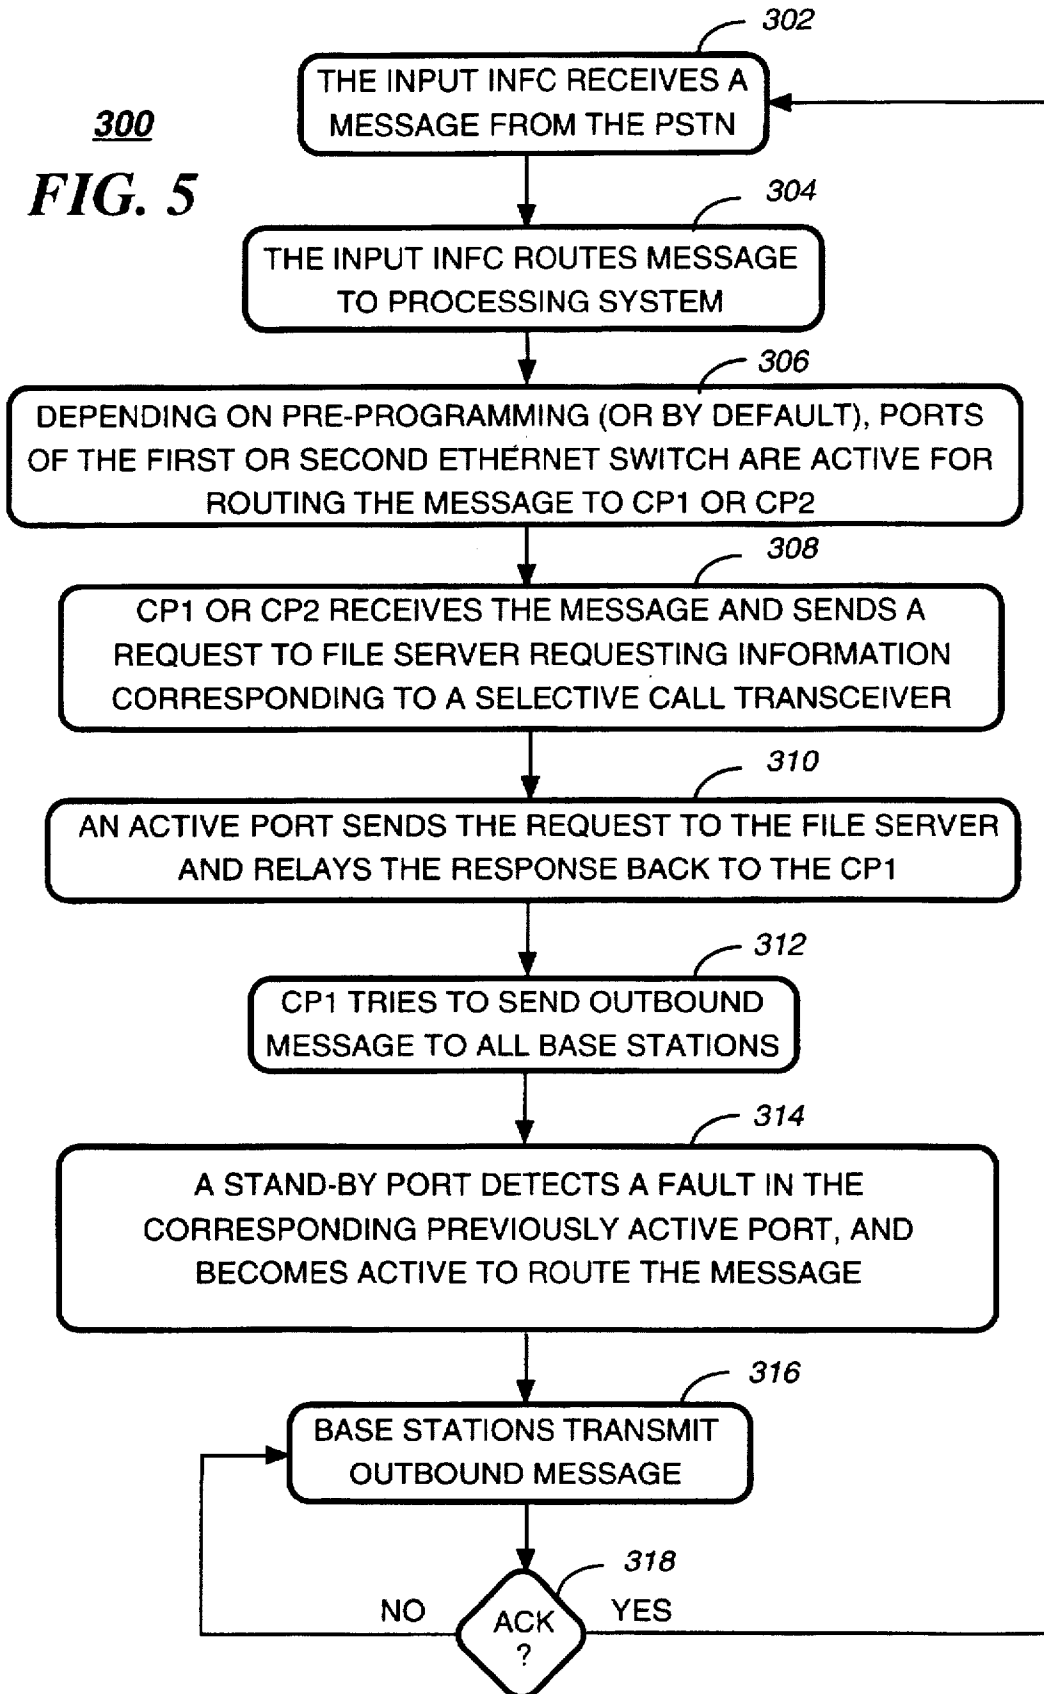 302
THE INPUT INFC RECEIVES A
MESSAGE FROM THE PSTN
300
FIG. 5
304
THE INPUT INFC ROUTES MESSAGE
TO PROCESSING SYSTEM
306
DEPENDING ON PRE-PROGRAMMING (OR BY DEFAULT), PORTS
OF THE FIRST OR SECOND ETHERNET SWITCH ARE ACTIVE FOR
ROUTING THE MESSAGE TO CP1 OR CP2
308
CP1 OR CP2 RECEIVES THE MESSAGE AND SENDS A
REQUEST TO FILE SERVER REQUESTING INFORMATION
CORRESPONDING TO A SELECTIVE CALL TRANSCEIVER
310
AN ACTIVE PORT SENDS THE REQUEST TO THE FILE SERVER
AND RELAYS THE RESPONSE BACK TO THE CP1
312
CP1 TRIES TO SEND OUTBOUND
MESSAGE TO ALL BASE STATIONS
314
A STAND-BY PORT DETECTS A FAULT IN THE
CORRESPONDING PREVIOUSLY ACTIVE PORT, AND
BECOMES ACTIVE TO ROUTE THE MESSAGE
316
BASE STATIONS TRANSMIT
OUTBOUND MESSAGE
318
NO
ACK
?
YES